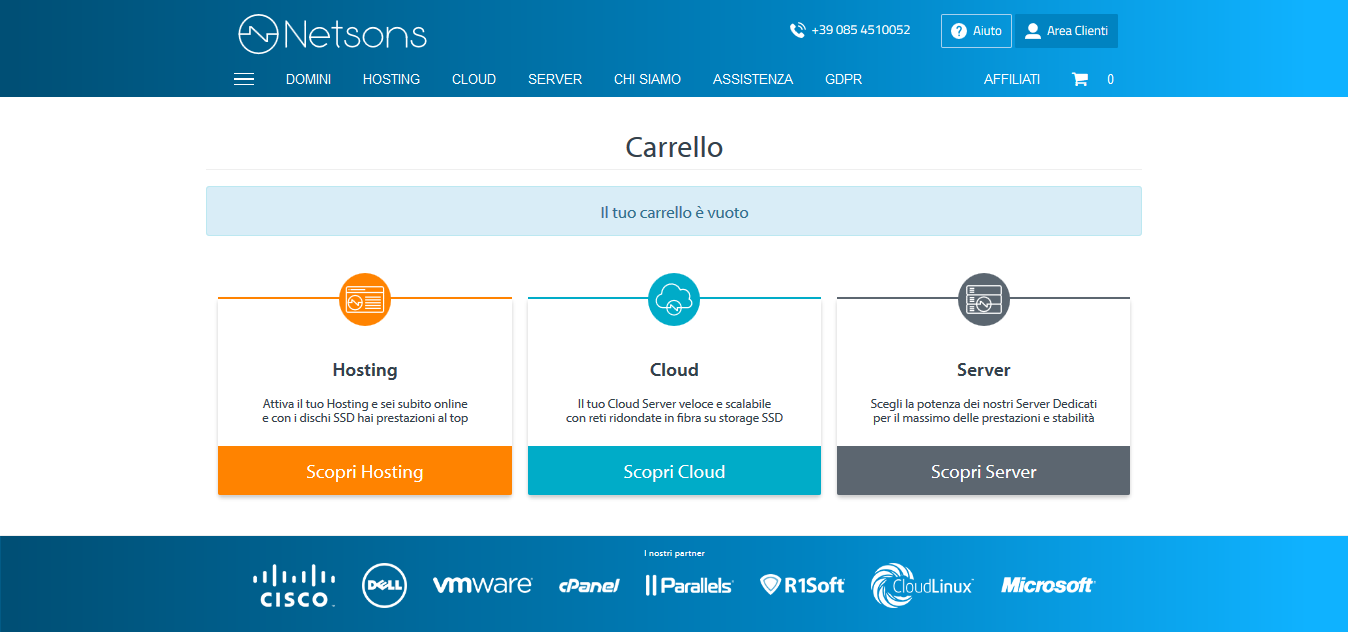 Netsons
+39 085 4510052
? Aiuto
Area Clienti
DOMINI HOSTING CLOUD SERVER CHI SIAMO ASSISTENZA GDPR AFFILIATI 0
Carrello
Il tuo carrello è vuoto
Hosting
Attiva il tuo Hosting e sei subito online
e con i dischi SSD hai prestazioni al top
Scopri Hosting
Cloud
Il tuo Cloud Server veloce e scalabile
con reti ridondate in fibra su storage SSD
Scopri Cloud
Server
Scegli la potenza dei nostri Server Dedicati
per il massimo delle prestazioni e stabilità
Scopri Server
I nostri partner
CISCO DELL vmware cPanel Parallels R1Soft CloudLinux Microsoft